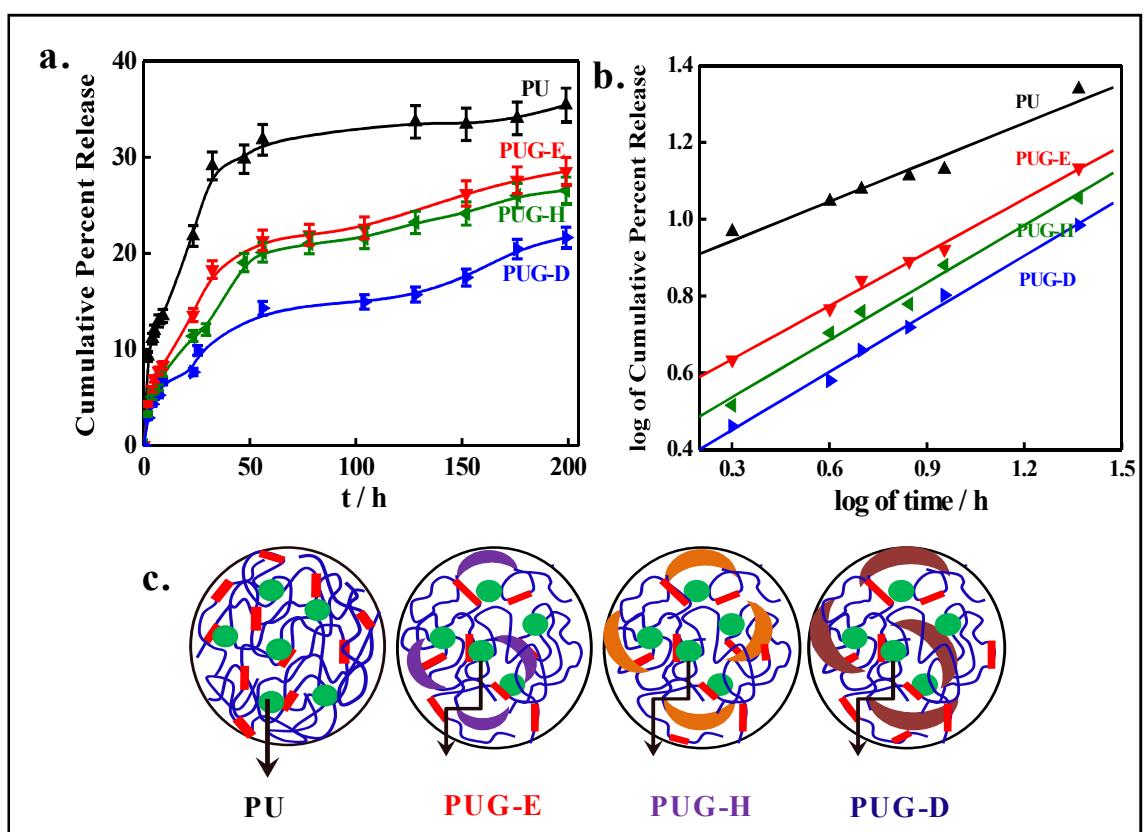 a.
Cumulative Percent Release
40
30
20
10
0
0 50 100 150 200
t / h
PU
PUG-E
PUG-H
PUG-D
b.
log of Cumulative Percent Release
1.4
1.2
1.0
0.8
0.6
0.4
0.3 0.6 0.9 1.2 1.5
log of time / h
PU
PUG-E
PUG-H
PUG-D
c.
PU PUG-E PUG-H PUG-D